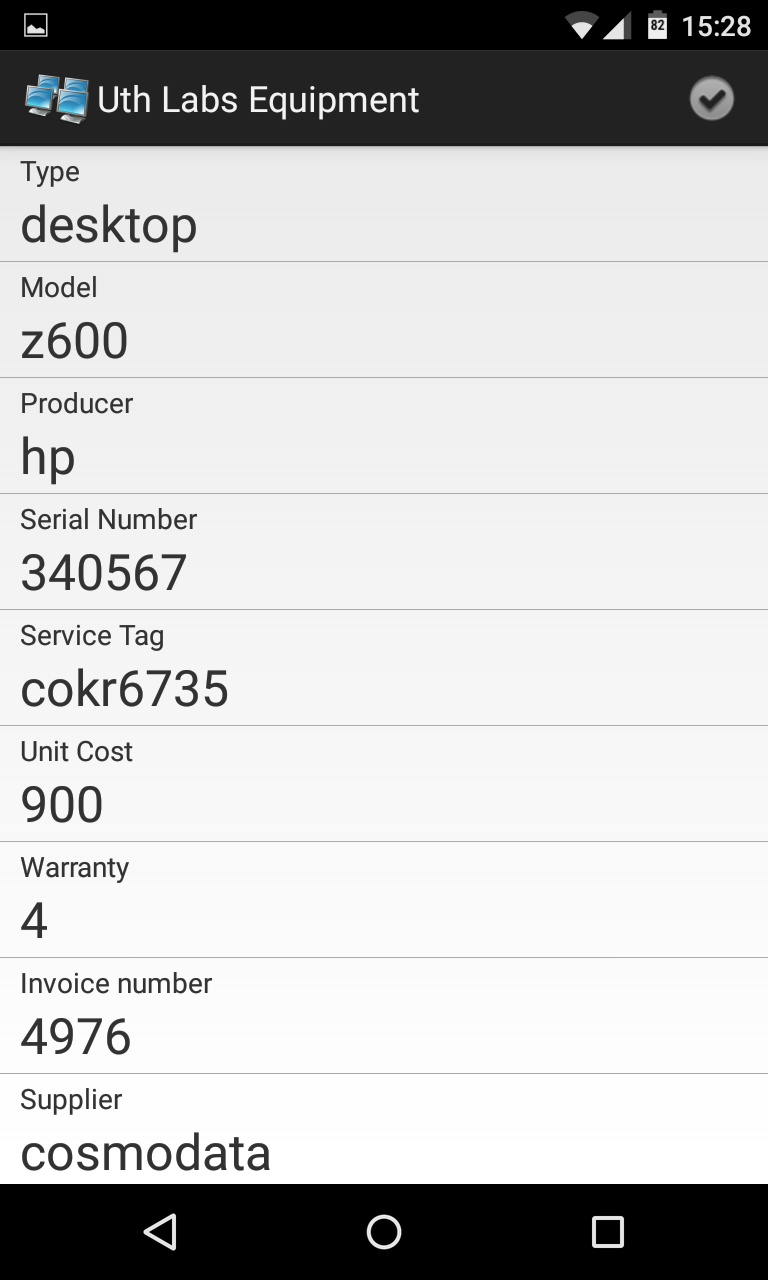 82 15:28
Uth Labs Equipment
Type
desktop
Model
z600
Producer
hp
Serial Number
340567
Service Tag
cokr6735
Unit Cost
900
Warranty
4
Invoice number
4976
Supplier
cosmodata